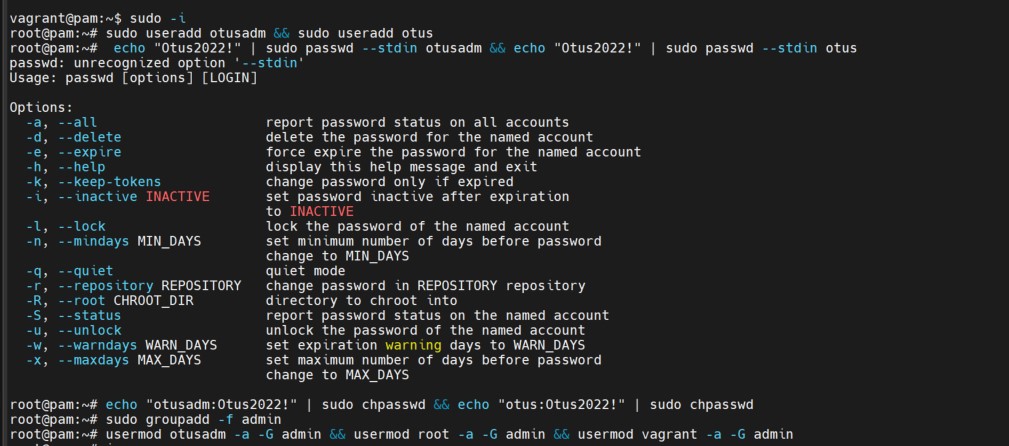 vagrant@pam:~$ sudo -i
root@pam:~# sudo useradd otusadm && sudo useradd otus
root@pam:~#  echo "Otus2022!" | sudo passwd --stdin otusadm && echo "Otus2022!" | sudo passwd --stdin otus
passwd: unrecognized option '--stdin'
Usage: passwd [options] [LOGIN]

Options:
  -a, --all                     report password status on all accounts
  -d, --delete                  delete the password for the named account
  -e, --expire                  force expire the password for the named account
  -h, --help                    display this help message and exit
  -k, --keep-tokens             change password only if expired
  -i, --inactive INACTIVE       set password inactive after expiration
                                to INACTIVE
  -l, --lock                    lock the password of the named account
  -n, --mindays MIN_DAYS        set minimum number of days before password
                                change to MIN_DAYS
  -q, --quiet                   quiet mode
  -r, --repository REPOSITORY   change password in REPOSITORY repository
  -R, --root CHROOT_DIR         directory to chroot into
  -S, --status                  report password status on the named account
  -u, --unlock                  unlock the password of the named account
  -w, --warndays WARN_DAYS      set expiration warning days to WARN_DAYS
  -x, --maxdays MAX_DAYS        set maximum number of days before password
                                change to MAX_DAYS

root@pam:~# echo "otusadm:Otus2022!" | sudo chpasswd && echo "otus:Otus2022!" | sudo chpasswd
root@pam:~# sudo groupadd -f admin
root@pam:~# usermod otusadm -a -G admin && usermod root -a -G admin && usermod vagrant -a -G admin